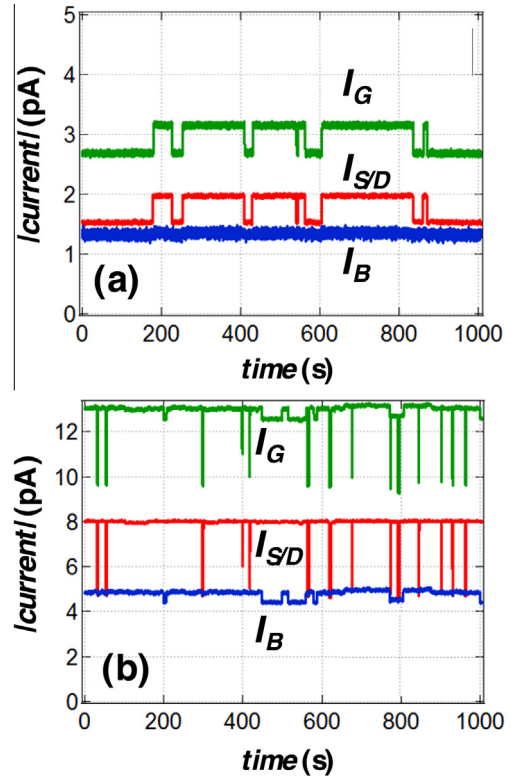 5
4
3
2
1
0
/current/ (pA)
I_G
I_S/D
I_B
(a)
0 200 400 600 800 1000
time (s)
12
10
8
6
4
2
0
/current/ (pA)
I_G
I_S/D
I_B
(b)
0 200 400 600 800 1000
time (s)